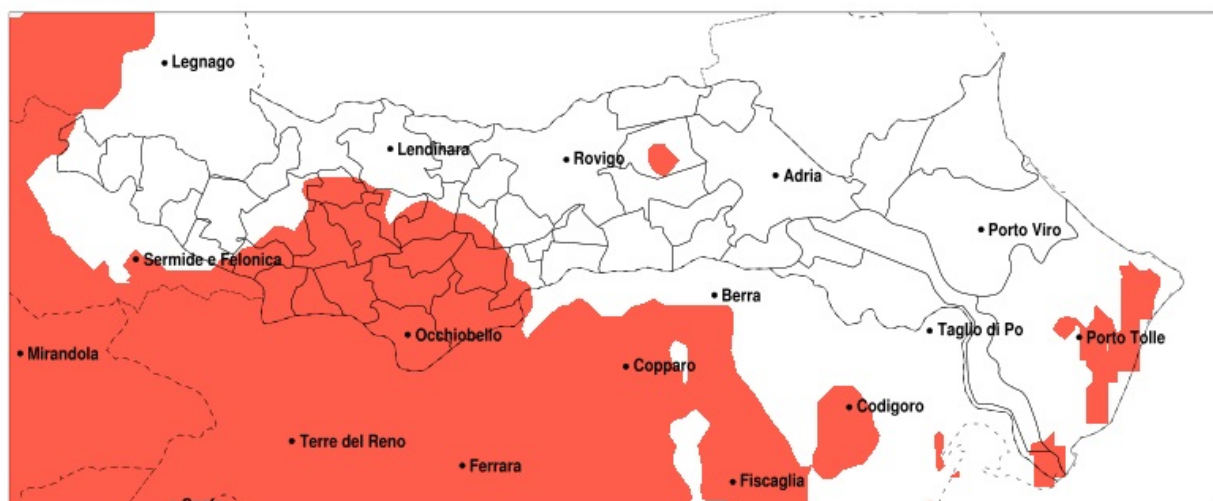 Legnago
Lendinara
Rovigo
Adria
Porto Viro
Sermide e Felonica
Berra
Taglio di Po
Porto Tolle
Occhiobello
Mirandola
Copparo
Codigoro
Terre del Reno
Ferrara
Fiscaglia